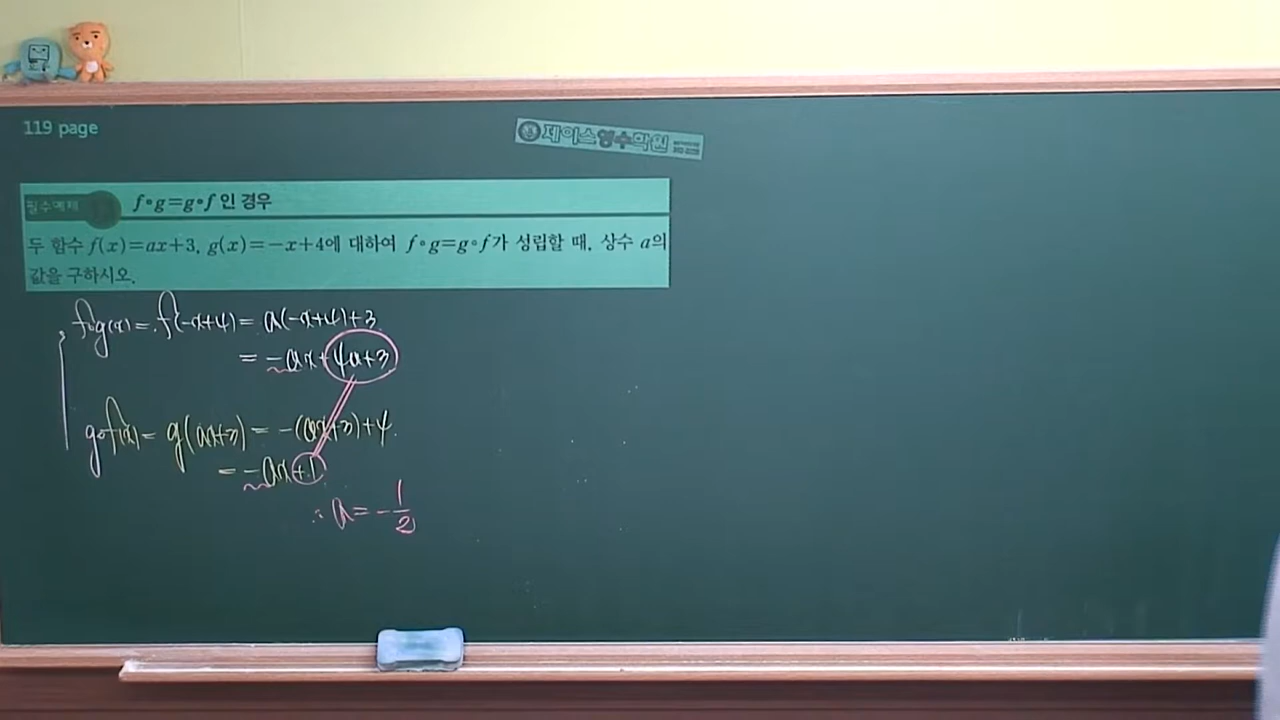 119 page
제이스영수학원
필수예제
f∘g=g∘f 인 경우
두 함수 f(x)=ax+3, g(x)=-x+4에 대하여 f∘g=g∘f가 성립할 때, 상수 a의
값을 구하시오.
f∘g(x)=f(-x+4)=a(-x+4)+3
=-ax+4a+3
g∘f(x)=g(ax+3)=-(ax+3)+4
=-ax+1
∴a=-1/2